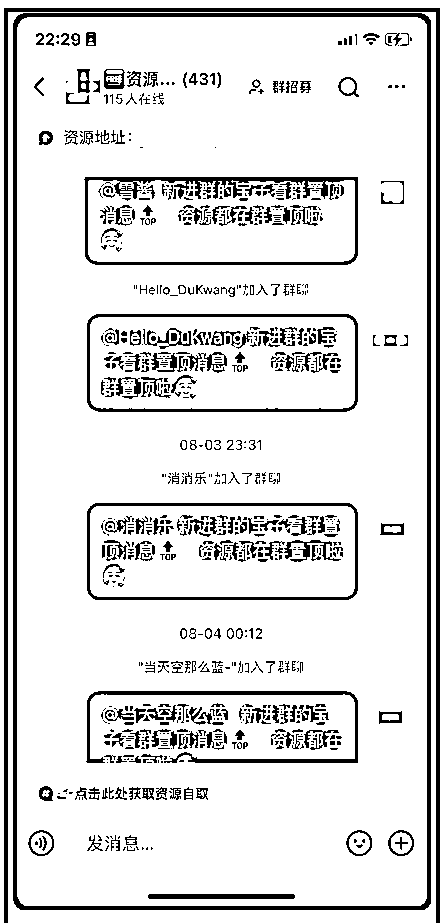 22:29
资源... (431)
115人在线
群招募
资源地址:
@粤酱 新进群的宝子看群置顶
消息 TOP 资源都在群置顶啦
"Hello_DuKwang"加入了群聊
@Hello_DuKwang 新进群的宝
子看群置顶消息 TOP 资源都在
群置顶啦
08-03 23:31
"消消乐"加入了群聊
@消消乐 新进群的宝子看群置
顶消息 TOP 资源都在群置顶啦
08-04 00:12
"当天空那么蓝~"加入了群聊
@当天空那么蓝~ 新进群的宝
子看群置顶消息 TOP 资源都在
群置顶啦
点击此处获取资源自取
发消息...